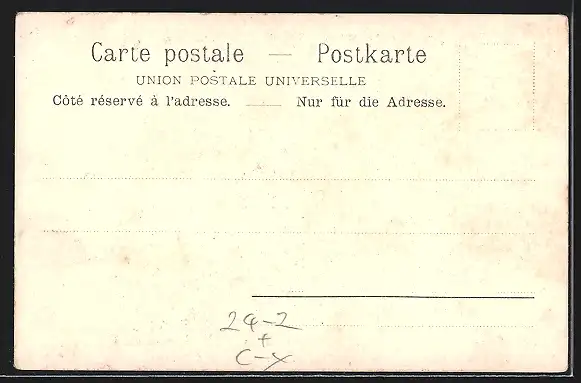 Carte postale — Postkarte
UNION POSTALE UNIVERSELLE
Côté réservé à l'adresse. Nur für die Adresse.
24-2
+
C-x